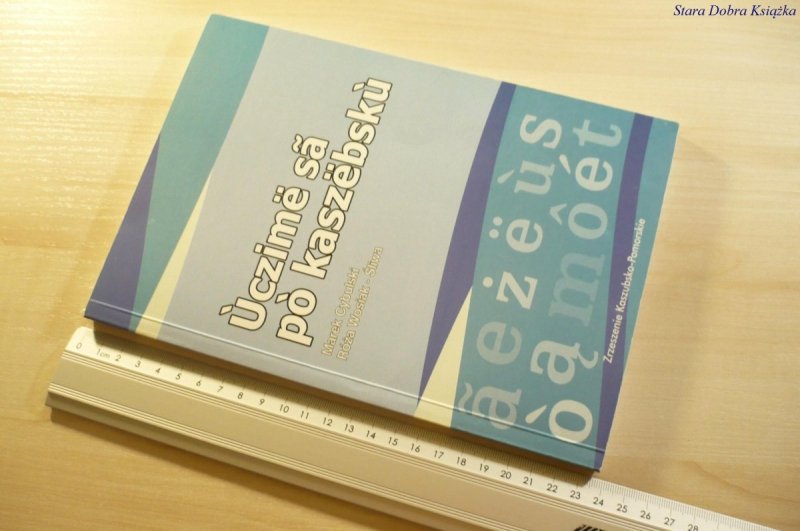 Stara Dobra Książka
Ùczimë sã
pò kaszëbskù
Marek Cybulski
Róża Wosiak - Śliwa
ãeżëùs
òąmôét
Zrzeszenie Kaszubsko-Pomorskie
0 1cm 2 3 4 5 6 7 8 9 10 11 12 13 14 15 16 17 18 19 20 21 22 23 24 25 26 27 28